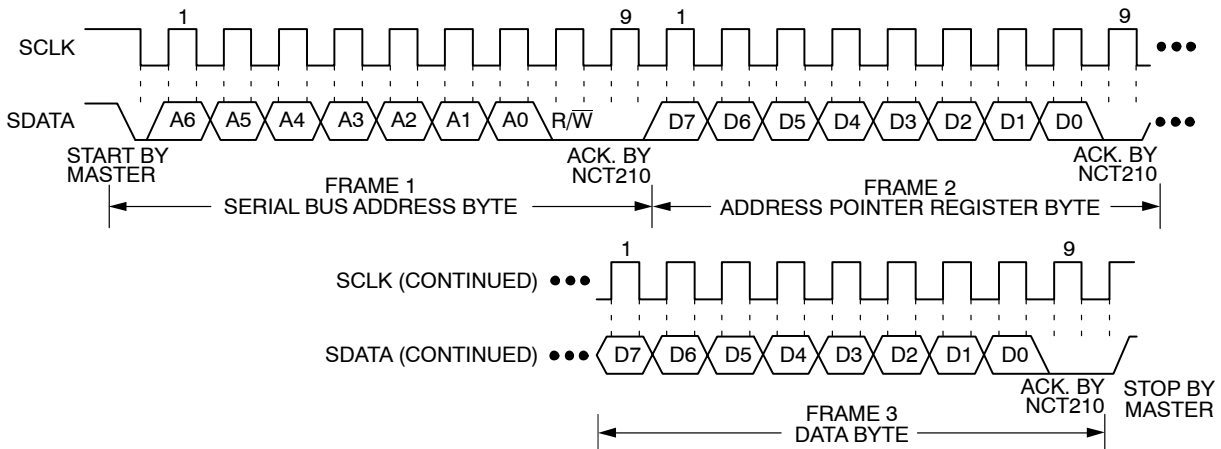 1 9 1 9
SCLK
SDATA A6 A5 A4 A3 A2 A1 A0 R/W̅ D7 D6 D5 D4 D3 D2 D1 D0
START BY
MASTER
ACK. BY
NCT210
ACK. BY
NCT210
FRAME 1
SERIAL BUS ADDRESS BYTE
FRAME 2
ADDRESS POINTER REGISTER BYTE
1 9
SCLK (CONTINUED)
SDATA (CONTINUED) D7 D6 D5 D4 D3 D2 D1 D0
ACK. BY
NCT210
STOP BY
MASTER
FRAME 3
DATA BYTE